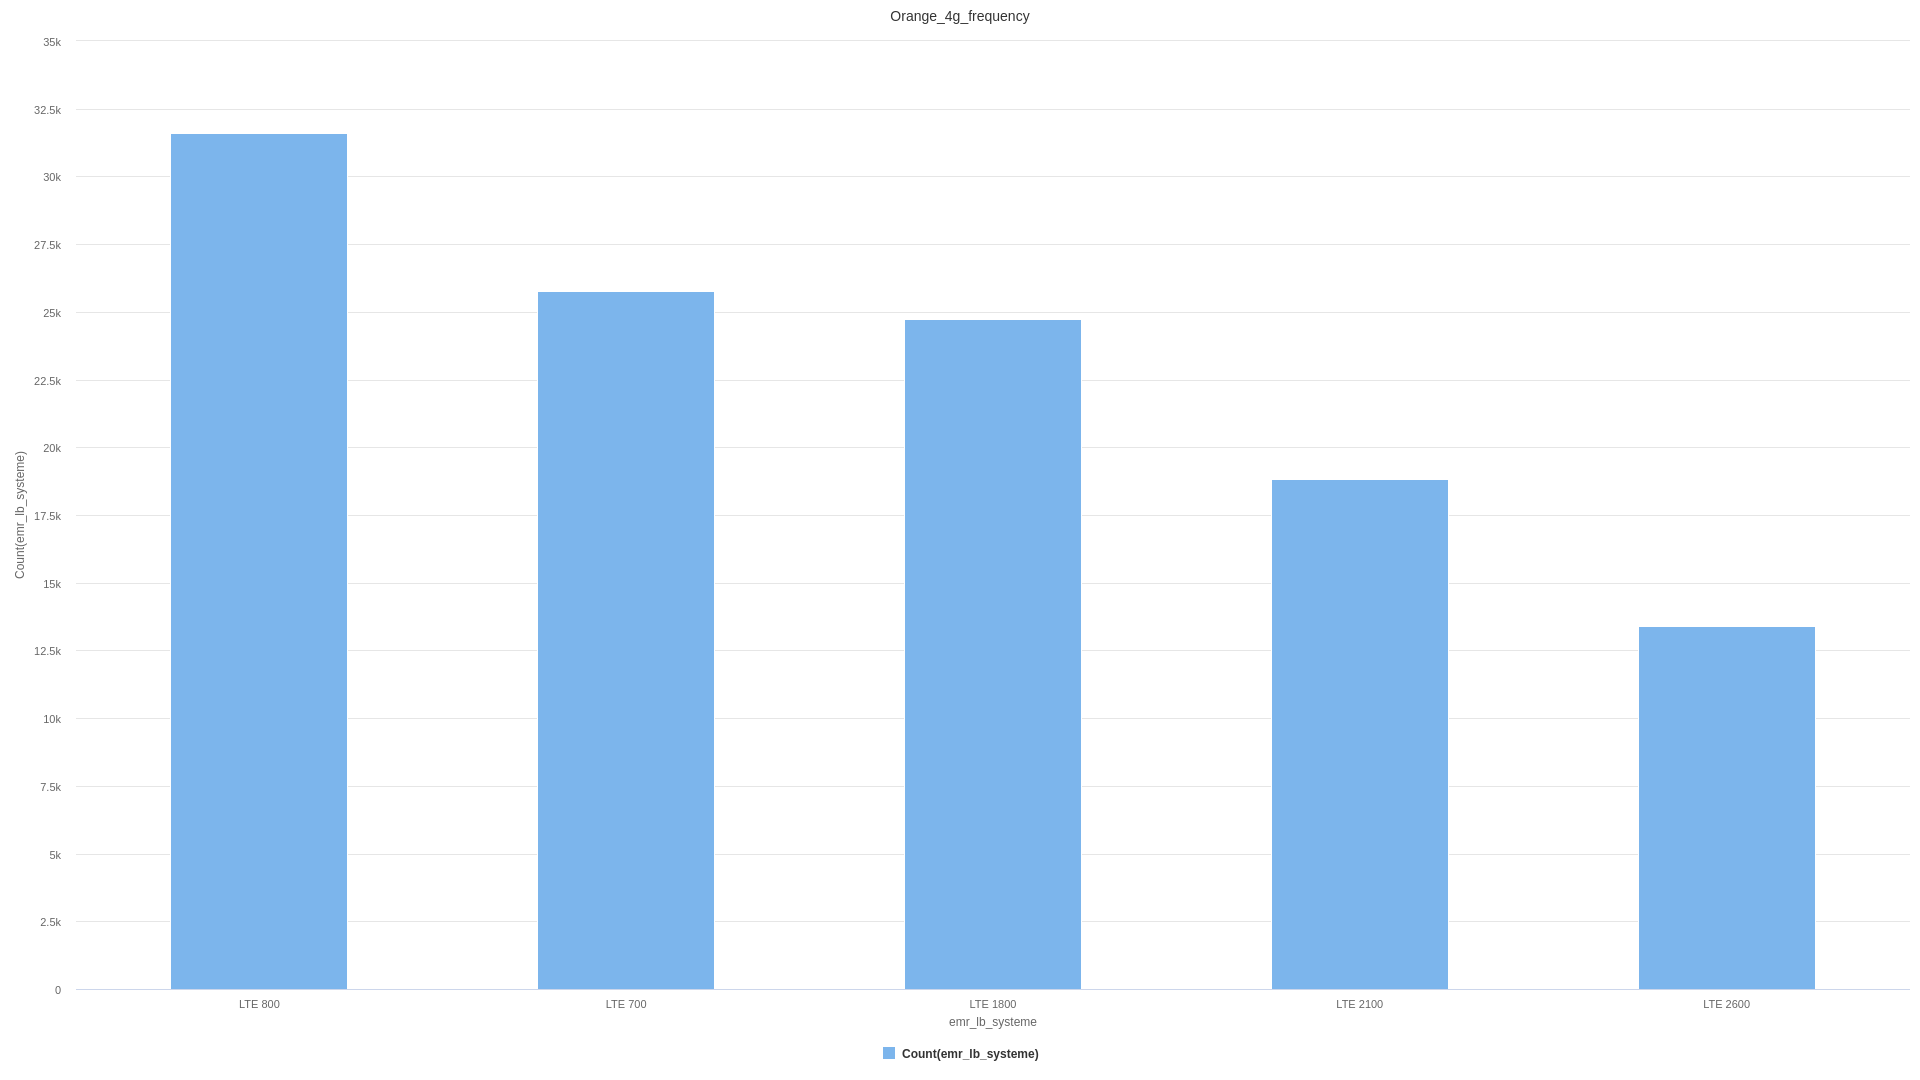 Orange_4g_frequency
35k
32.5k
30k
27.5k
25k
22.5k
20k
17.5k
15k
12.5k
10k
7.5k
5k
2.5k
0
Count(emr_lb_systeme)
LTE 800
LTE 700
LTE 1800
LTE 2100
LTE 2600
emr_lb_systeme
Count(emr_lb_systeme)